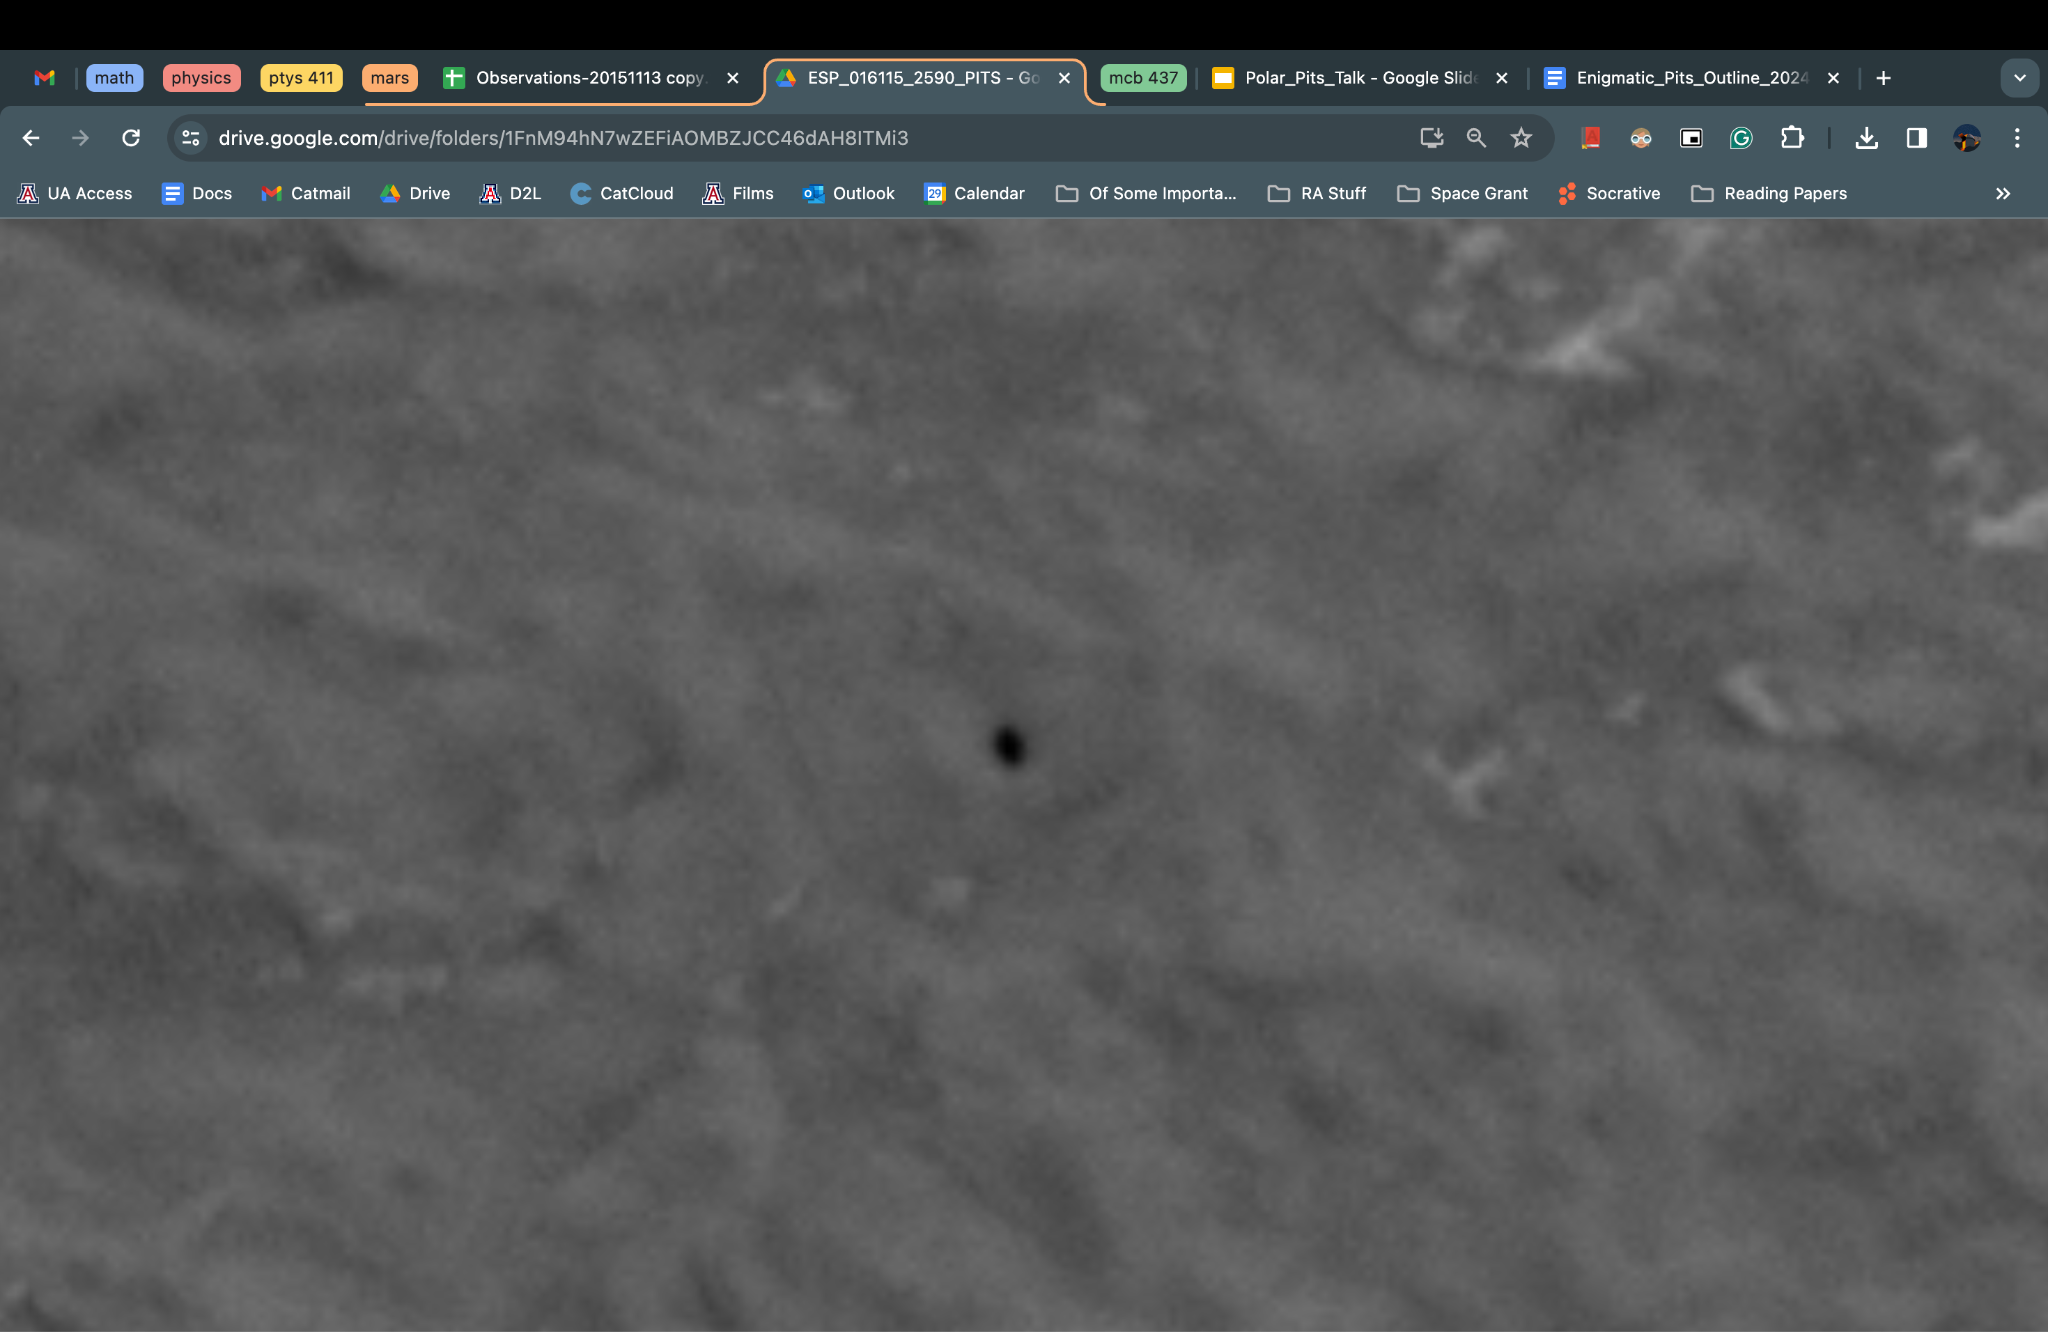 math physics ptys 411 mars Observations-20151113 copy ESP_016115_2590_PITS - Go mcb 437 Polar_Pits_Talk - Google Slide Enigmatic_Pits_Outline_2024
drive.google.com/drive/folders/1FnM94hN7wZEFiAOMBZJCC46dAH8ITMi3
UA Access Docs Catmail Drive D2L CatCloud Films Outlook 29 Calendar Of Some Importa... RA Stuff Space Grant Socrative Reading Papers